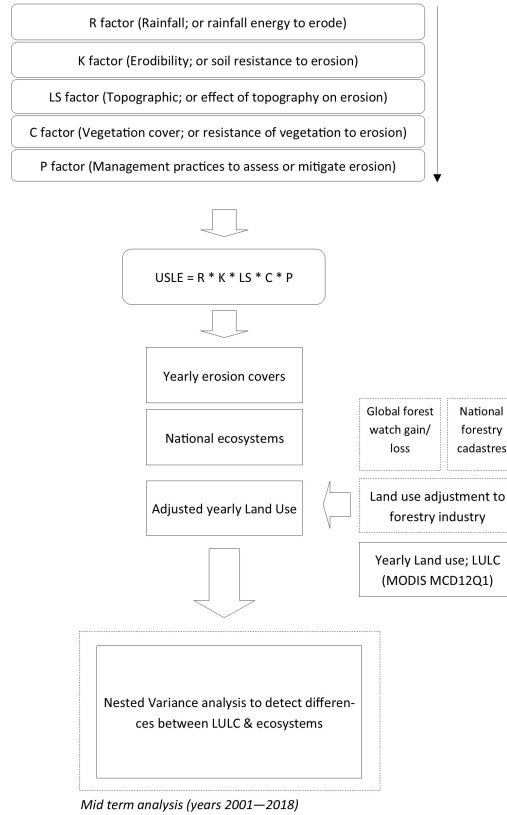 R factor (Rainfall; or rainfall energy to erode)
K factor (Erodibility; or soil resistance to erosion)
LS factor (Topographic; or effect of topography on erosion)
C factor (Vegetation cover; or resistance of vegetation to erosion)
P factor (Management practices to assess or mitigate erosion)
USLE = R * K * LS * C * P
Yearly erosion covers
National ecosystems
Global forest
watch gain/
loss
National
forestry
cadastres
Adjusted yearly Land Use
Land use adjustment to
forestry industry
Yearly Land use; LULC
(MODIS MCD12Q1)
Nested Variance analysis to detect differen-
ces between LULC & ecosystems
Mid term analysis (years 2001—2018)